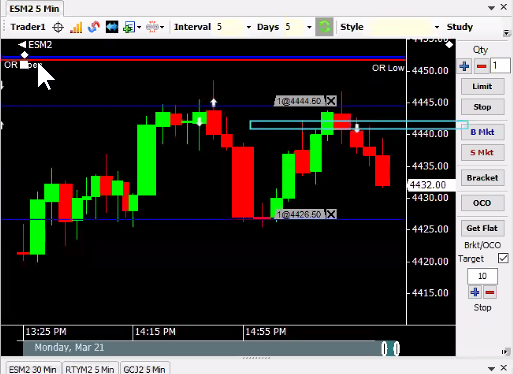 ESM2 5 Min
Trader1 Interval 5 Days 5 Style Study
ESM2
OR Open
OR Low
4455.00
4450.00
4445.00
4440.00
4435.00
4432.00
4430.00
4425.00
4420.00
4415.00
1@4444.50 X
1@4426.50 X
13:25 PM 14:15 PM 14:55 PM
Monday, Mar 21
Qty
1
Limit
Stop
B Mkt
S Mkt
Bracket
OCO
Get Flat
Brkt/OCO
Target
10
Stop
ESM2 30 Min RTYM2 5 Min GCJ2 5 Min